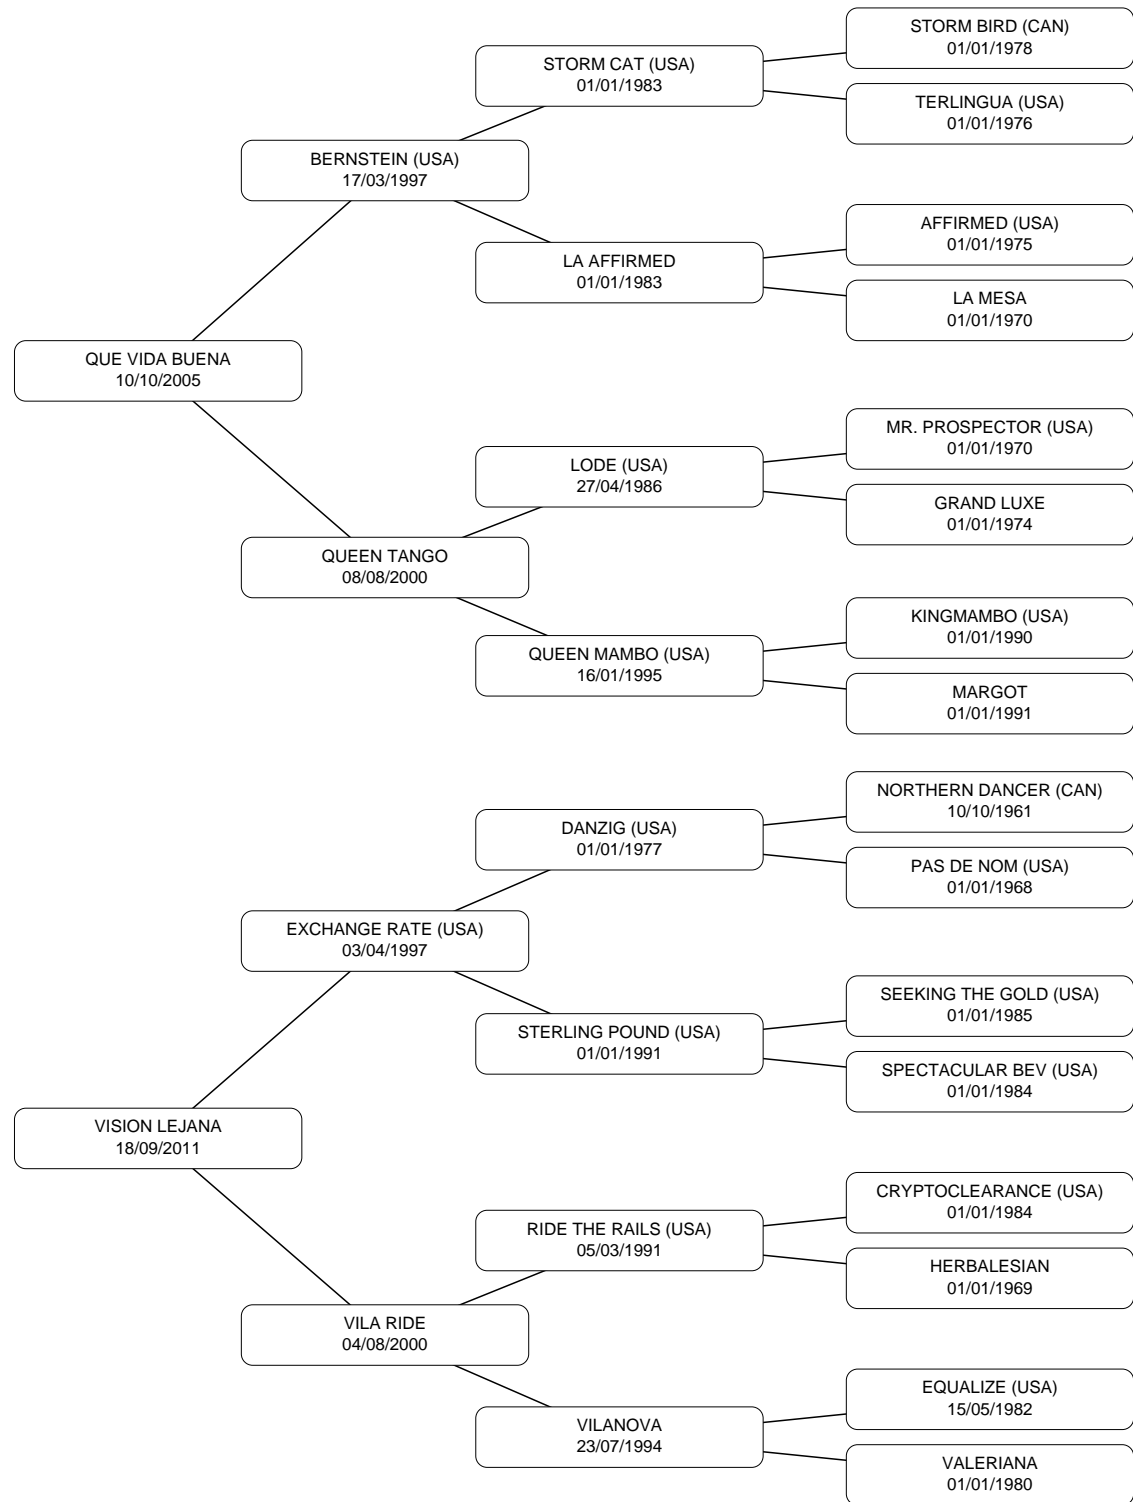 STORM BIRD (CAN)
01/01/1978
STORM CAT (USA)
01/01/1983
TERLINGUA (USA)
01/01/1976
BERNSTEIN (USA)
17/03/1997
AFFIRMED (USA)
01/01/1975
LA AFFIRMED
01/01/1983
LA MESA
01/01/1970
QUE VIDA BUENA
10/10/2005
MR. PROSPECTOR (USA)
01/01/1970
LODE (USA)
27/04/1986
GRAND LUXE
01/01/1974
QUEEN TANGO
08/08/2000
KINGMAMBO (USA)
01/01/1990
QUEEN MAMBO (USA)
16/01/1995
MARGOT
01/01/1991
NORTHERN DANCER (CAN)
10/10/1961
DANZIG (USA)
01/01/1977
PAS DE NOM (USA)
01/01/1968
EXCHANGE RATE (USA)
03/04/1997
SEEKING THE GOLD (USA)
01/01/1985
STERLING POUND (USA)
01/01/1991
SPECTACULAR BEV (USA)
01/01/1984
VISION LEJANA
18/09/2011
CRYPTOCLEARANCE (USA)
01/01/1984
RIDE THE RAILS (USA)
05/03/1991
HERBALESIAN
01/01/1969
VILA RIDE
04/08/2000
EQUALIZE (USA)
15/05/1982
VILANOVA
23/07/1994
VALERIANA
01/01/1980